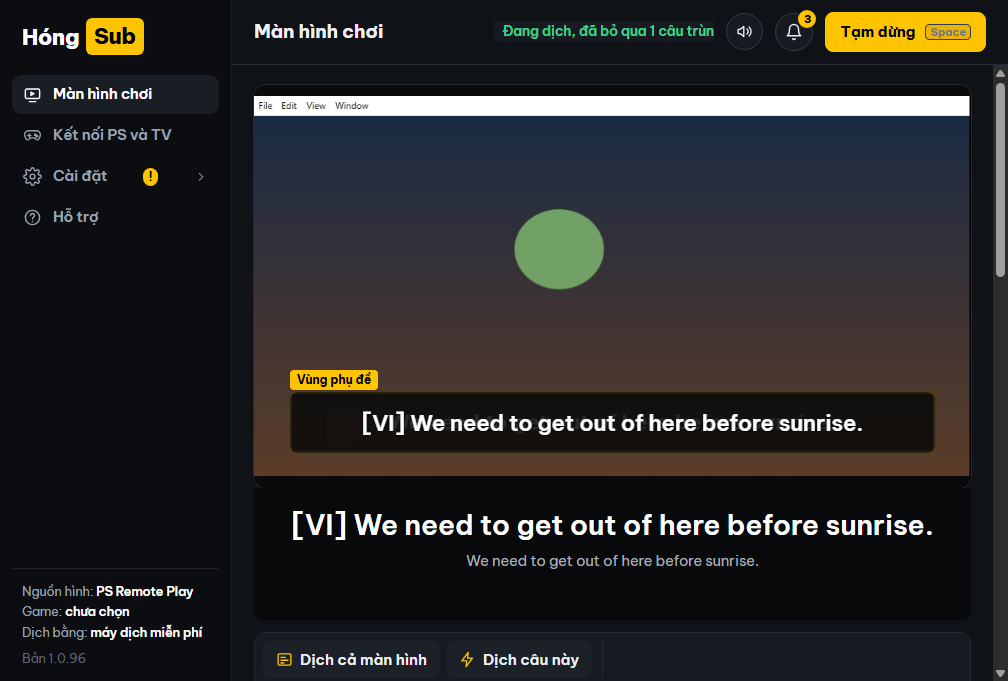 Hóng Sub
Màn hình chơi
Kết nối PS và TV
Cài đặt !
Hỗ trợ
Nguồn hình: PS Remote Play
Game: chưa chọn
Dịch bằng: máy dịch miễn phí
Bản 1.0.96
Màn hình chơi
Đang dịch, đã bỏ qua 1 câu trùn
3
Tạm dừng Space
File Edit View Window
Vùng phụ đề
[VI] We need to get out of here before sunrise.
[VI] We need to get out of here before sunrise.
We need to get out of here before sunrise.
Dịch cả màn hình
Dịch câu này